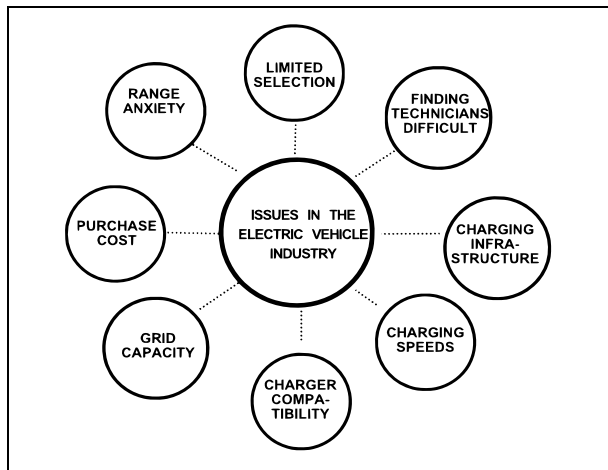 LIMITED
SELECTION
RANGE
ANXIETY
FINDING
TECHNICIANS
DIFFICULT
ISSUES IN THE
ELECTRIC VEHICLE
INDUSTRY
PURCHASE
COST
CHARGING
INFRA-
STRUCTURE
GRID
CAPACITY
CHARGING
SPEEDS
CHARGER
COMPA-
TIBILITY